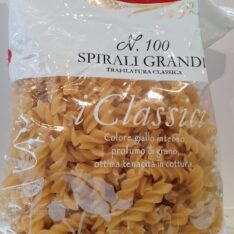 N. 100
SPIRALI GRANDI
TRAFILATURA CLASSICA
i Classici
Colore giallo intenso,
profumo di grano,
ottima tenacità in cottura.